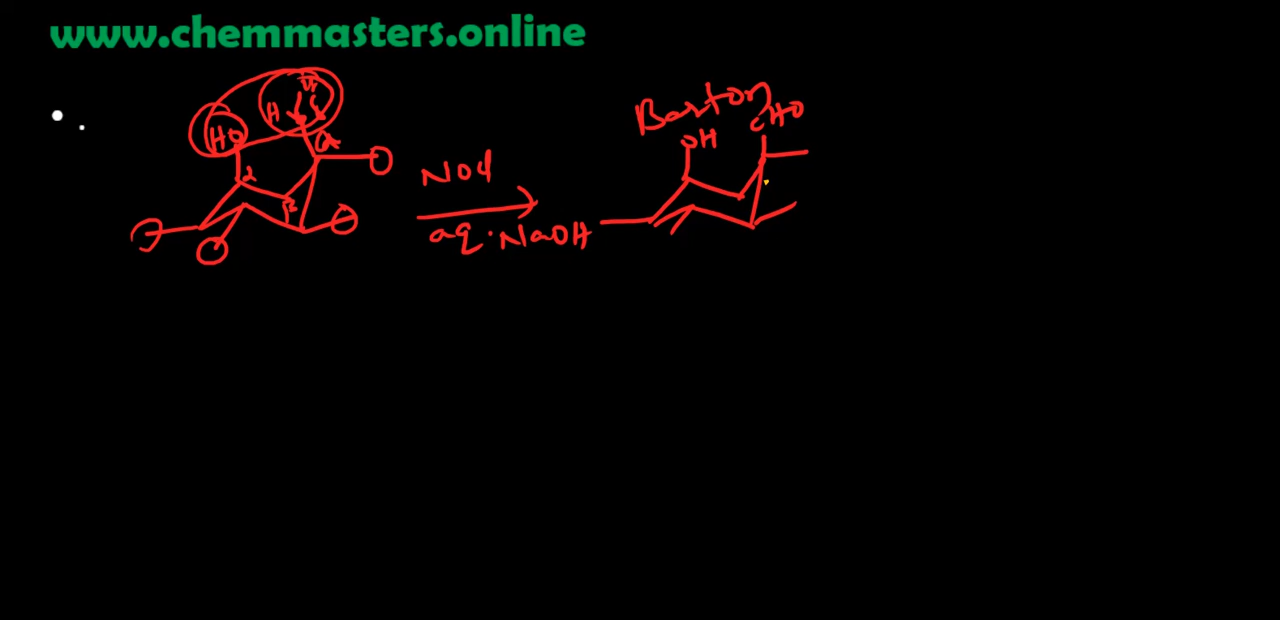 www.chemmasters.online
Barton
H
HO
OH
CHO
α
β
NOCl
aq. NaOH